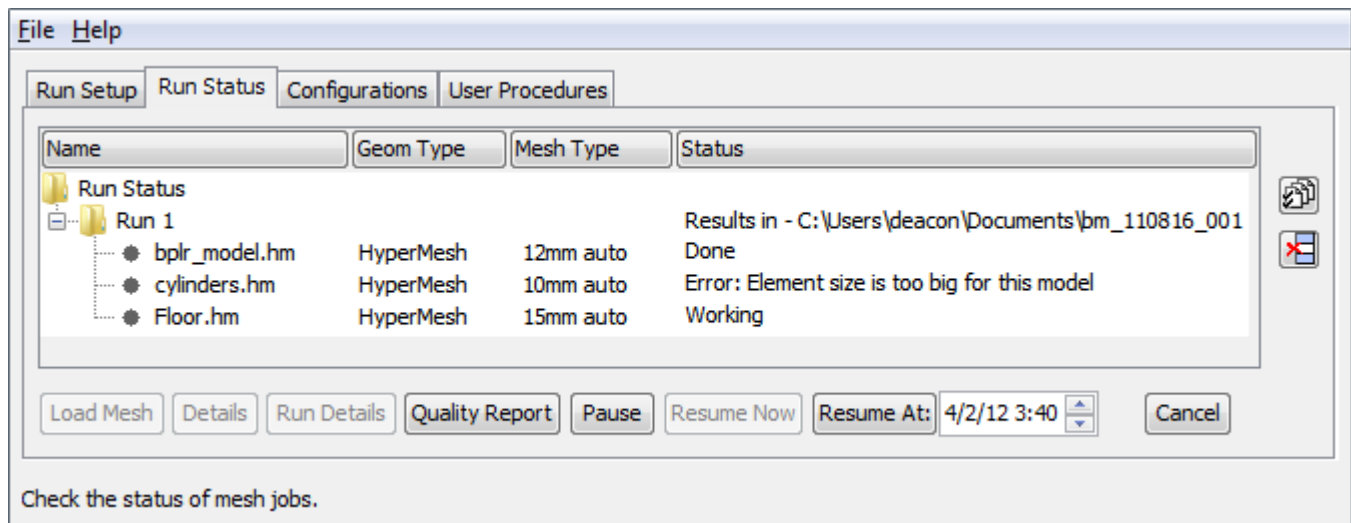 File Help
Run Setup Run Status Configurations User Procedures
Name Geom Type Mesh Type Status
Run Status
Run 1 Results in - C:\Users\deacon\Documents\bm_110816_001
bplr_model.hm HyperMesh 12mm auto Done
cylinders.hm HyperMesh 10mm auto Error: Element size is too big for this model
Floor.hm HyperMesh 15mm auto Working
Load Mesh Details Run Details Quality Report Pause Resume Now Resume At: 4/2/12 3:40 Cancel
Check the status of mesh jobs.